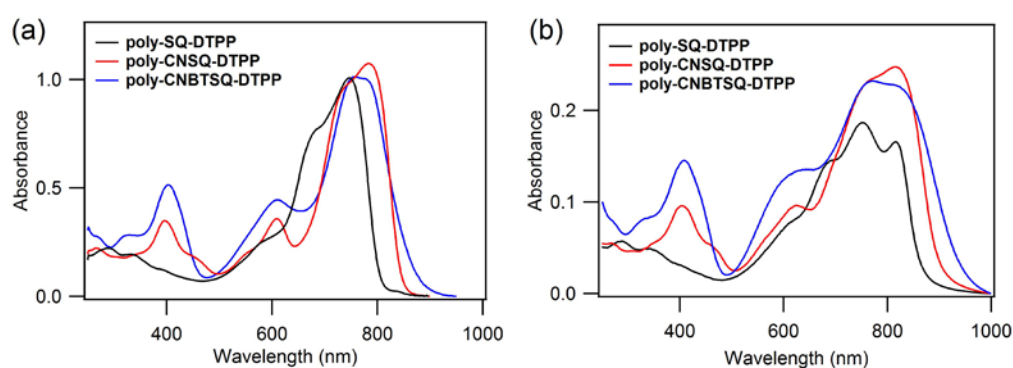 (a)
poly-SQ-DTPP
poly-CNSQ-DTPP
poly-CNBTSQ-DTPP
1.0
0.5
0.0
Absorbance
400
600
800
1000
Wavelength (nm)
(b)
poly-SQ-DTPP
poly-CNSQ-DTPP
poly-CNBTSQ-DTPP
0.2
0.1
0.0
Absorbance
400
600
800
1000
Wavelength (nm)